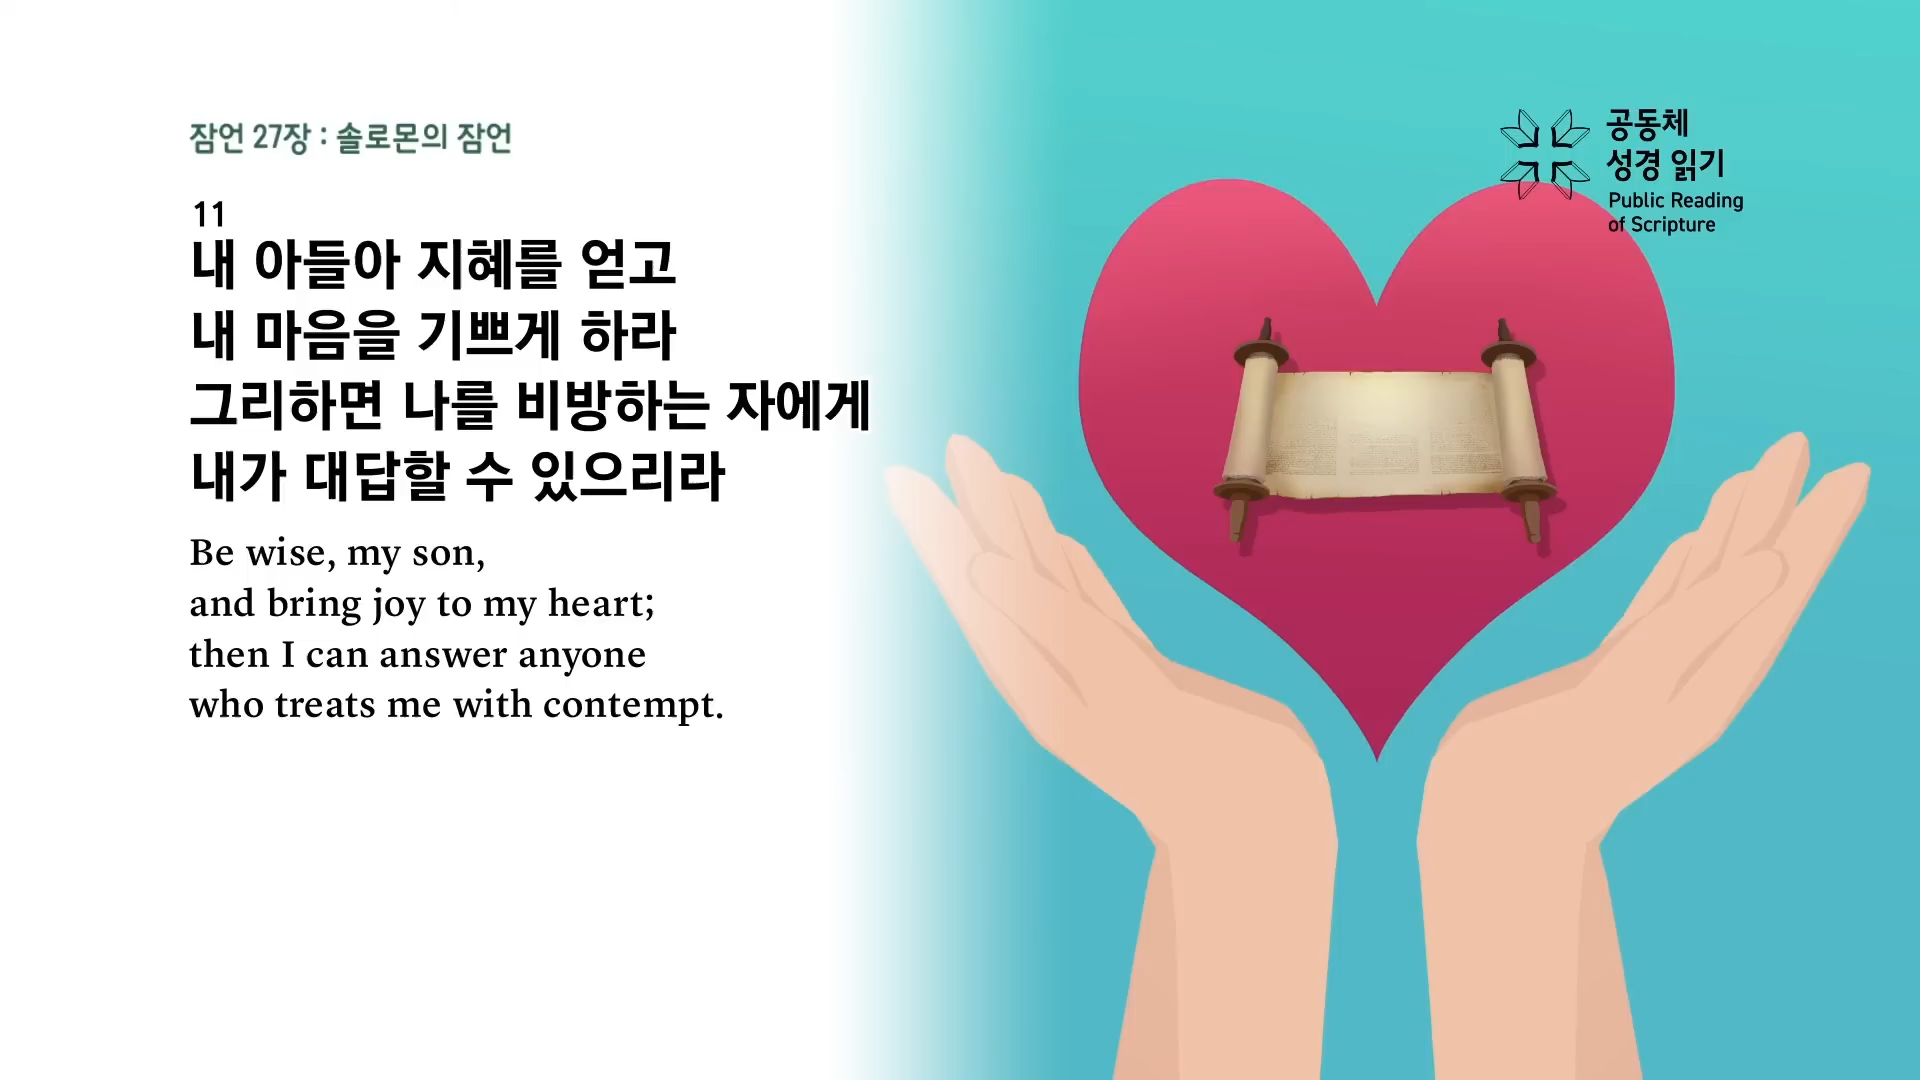 잠언 27장 : 솔로몬의 잠언
11
내 아들아 지혜를 얻고
내 마음을 기쁘게 하라
그리하면 나를 비방하는 자에게
내가 대답할 수 있으리라
Be wise, my son,
and bring joy to my heart;
then I can answer anyone
who treats me with contempt.
공동체
성경 읽기
Public Reading
of Scripture